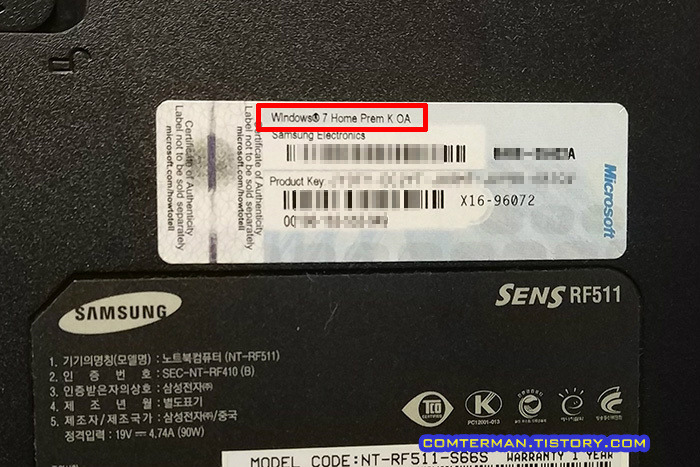 Certificate of Authenticity
Label not to be sold separately
microsoft.com/howtotell
Certificate of Authenticity
Label not to be sold separately
microsoft.com/howtotell
Windows® 7 Home Prem K OA
Samsung Electronics
Product Key:
X16-96072
00
Microsoft
SAMSUNG
SENS RF511
1. 기기의명칭(모델명) : 노트북컴퓨터 (NT-RF511)
2. 인 증 번 호 : SEC-NT-RF410 (B)
3. 인증받은자의상호 : 삼성전자㈜
4. 제 조 년 월 : 별도표기
5. 제조자/제조국가 : 삼성전자㈜/중국
정격입력 : 19V ⎓ 4.74A (90W)
TCO
K
PC12001-013
MODEL CODE:NT-RF511-S66S
WARRANTY 1 YEAR
COMTERMAN.TISTORY.COM